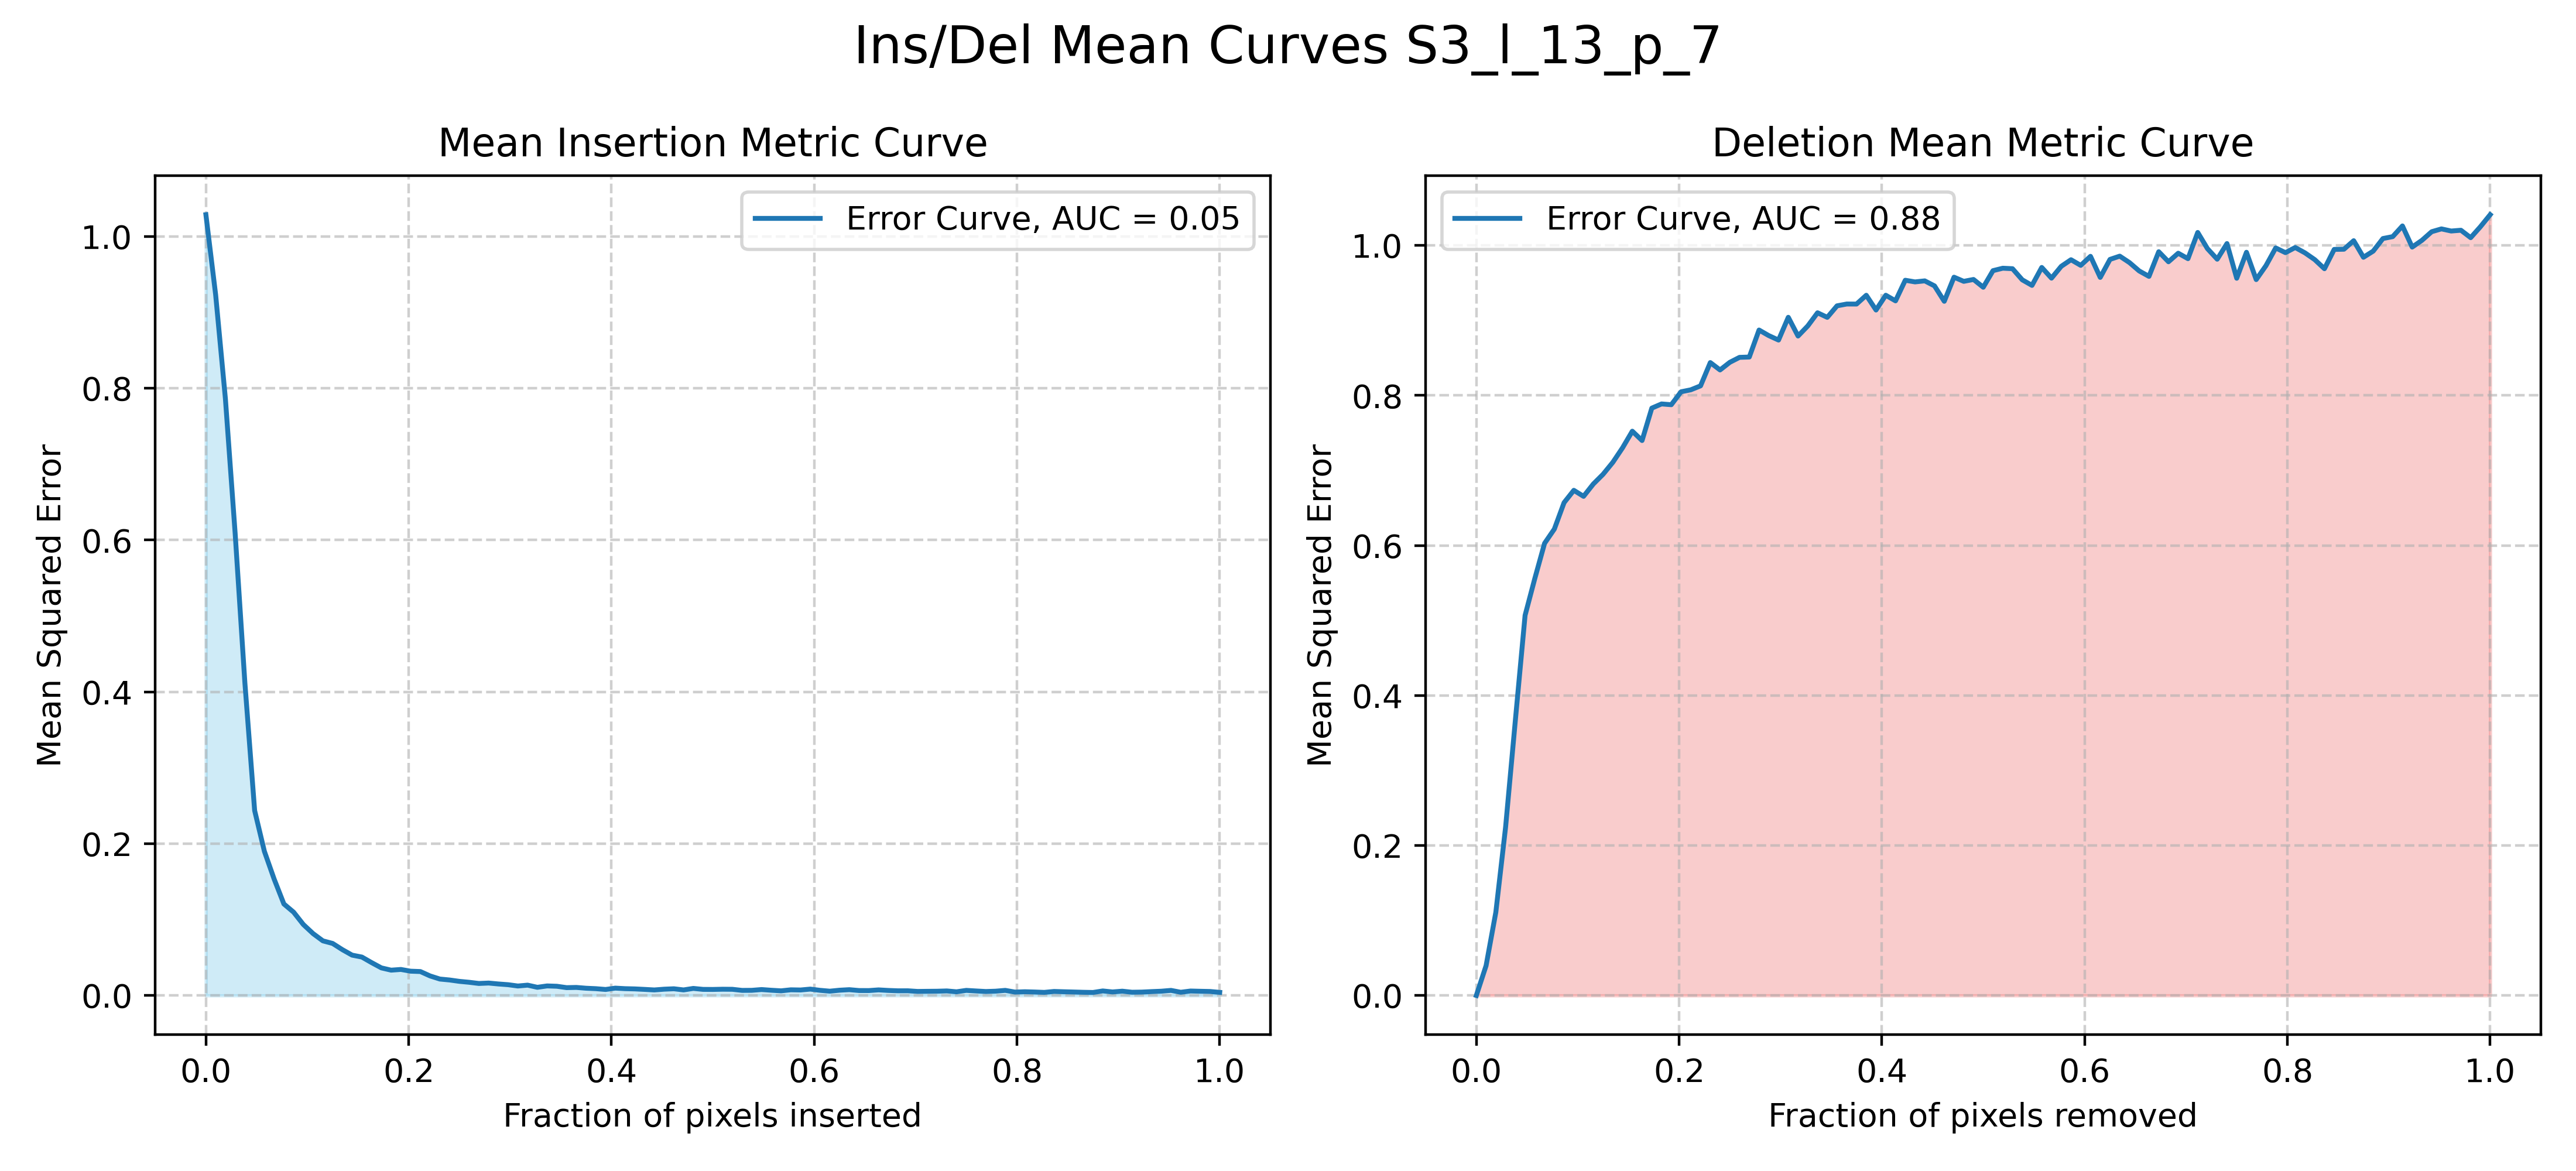 Ins/Del Mean Curves S3_l_13_p_7
Mean Insertion Metric Curve
Error Curve, AUC = 0.05
Mean Squared Error
1.0
0.8
0.6
0.4
0.2
0.0
0.0 0.2 0.4 0.6 0.8 1.0
Fraction of pixels inserted
Deletion Mean Metric Curve
Error Curve, AUC = 0.88
Mean Squared Error
1.0
0.8
0.6
0.4
0.2
0.0
0.0 0.2 0.4 0.6 0.8 1.0
Fraction of pixels removed